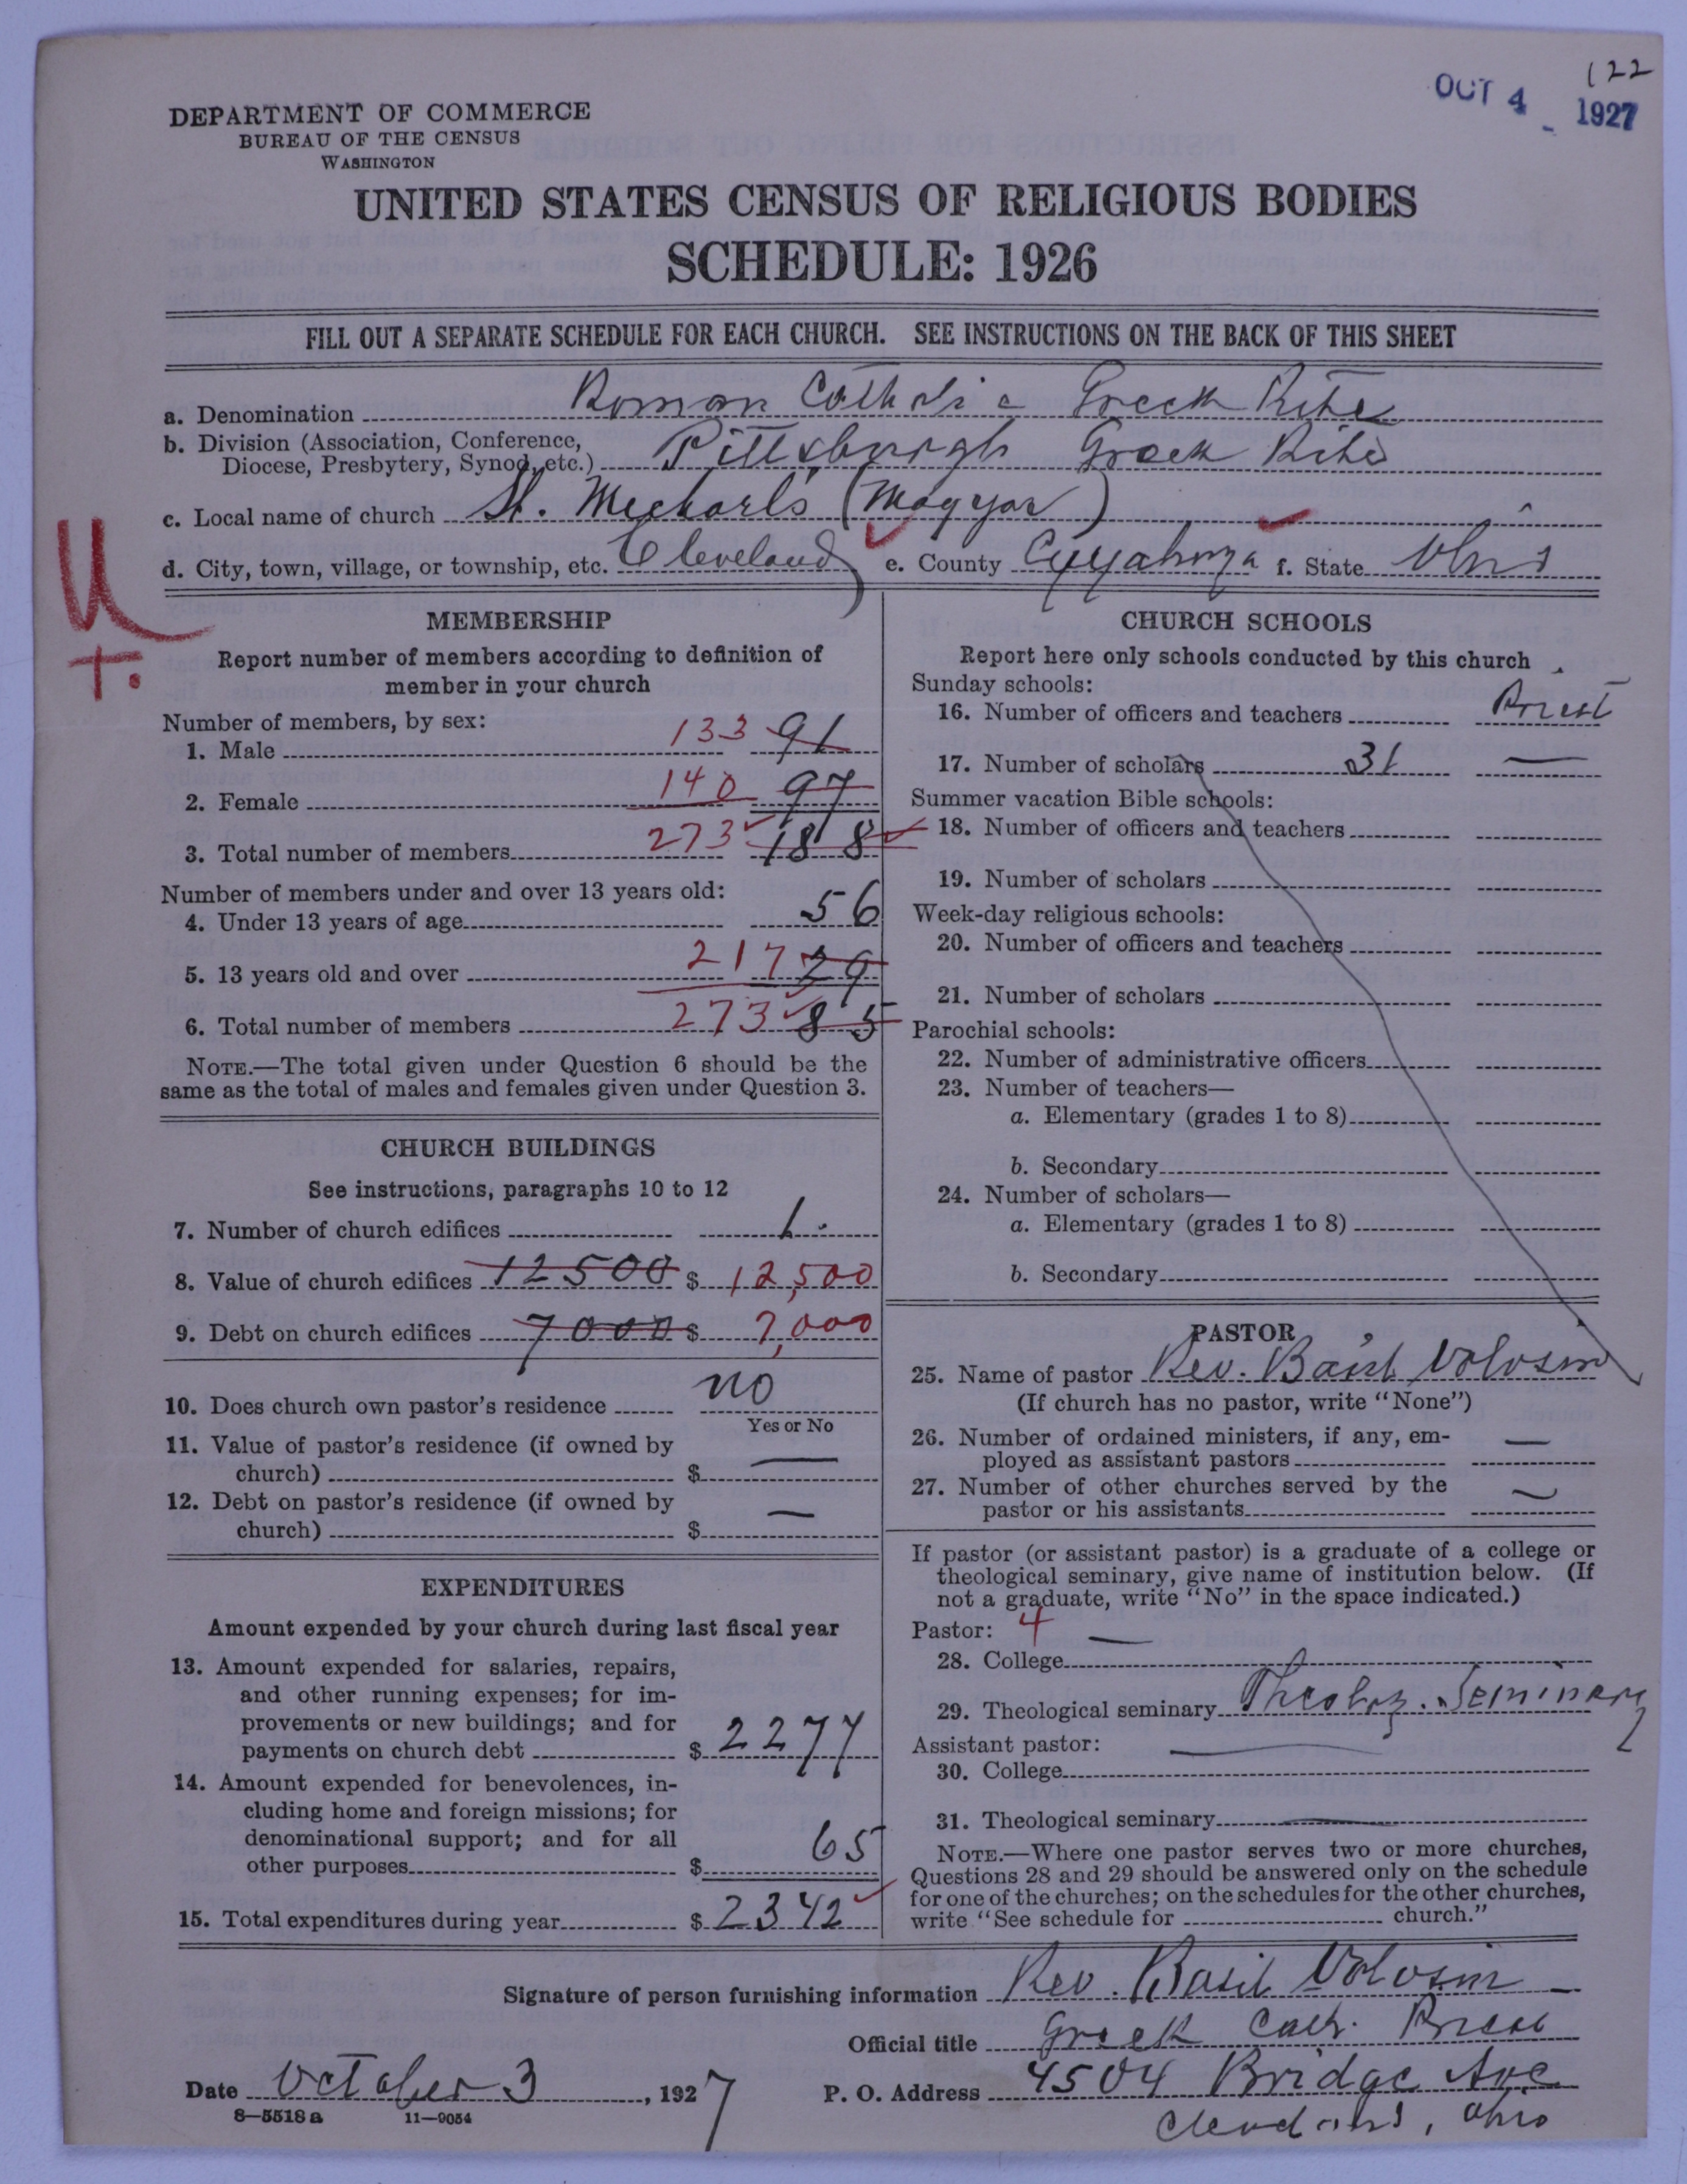 122
OCT 4 1927
DEPARTMENT OF COMMERCE
BUREAU OF THE CENSUS
WASHINGTON
UNITED STATES CENSUS OF RELIGIOUS BODIES
SCHEDULE: 1926
FILL OUT A SEPARATE SCHEDULE FOR EACH CHURCH. SEE INSTRUCTIONS ON THE BACK OF THIS SHEET
a. Denomination Roman Catholic Greek Rite
b. Division (Association, Conference,
Diocese, Presbytery, Synod, etc.) Pittsburgh Greek Rite
c. Local name of church St. Michael's (Magyar)
d. City, town, village, or township, etc. Cleveland e. County Cuyahoga f. State Ohio
U
T.
MEMBERSHIP
Report number of members according to definition of
member in your church
Number of members, by sex:
1. Male 133 91
2. Female 140 97
3. Total number of members 273 188
Number of members under and over 13 years old:
4. Under 13 years of age 56
5. 13 years old and over 217 29
6. Total number of members 273 85
NOTE.—The total given under Question 6 should be the
same as the total of males and females given under Question 3.
CHURCH BUILDINGS
See instructions, paragraphs 10 to 12
7. Number of church edifices 1.
8. Value of church edifices 12500 $ 12,500
9. Debt on church edifices 7000 $ 7,000
10. Does church own pastor's residence no
Yes or No
11. Value of pastor's residence (if owned by
church) $ —
12. Debt on pastor's residence (if owned by
church) $ —
EXPENDITURES
Amount expended by your church during last fiscal year
13. Amount expended for salaries, repairs,
and other running expenses; for im-
provements or new buildings; and for
payments on church debt $ 2277
14. Amount expended for benevolences, in-
cluding home and foreign missions; for
denominational support; and for all
other purposes $ 65
15. Total expenditures during year $ 2342
CHURCH SCHOOLS
Report here only schools conducted by this church
Sunday schools:
16. Number of officers and teachers Priest
17. Number of scholars 31 —
Summer vacation Bible schools:
18. Number of officers and teachers
19. Number of scholars
Week-day religious schools:
20. Number of officers and teachers
21. Number of scholars
Parochial schools:
22. Number of administrative officers
23. Number of teachers—
a. Elementary (grades 1 to 8)
b. Secondary
24. Number of scholars—
a. Elementary (grades 1 to 8)
b. Secondary
PASTOR
25. Name of pastor Rev. Basil Volosin
(If church has no pastor, write "None")
26. Number of ordained ministers, if any, em-
ployed as assistant pastors —
27. Number of other churches served by the
pastor or his assistants —
If pastor (or assistant pastor) is a graduate of a college or
theological seminary, give name of institution below. (If
not a graduate, write "No" in the space indicated.)
Pastor: 4 —
28. College
29. Theological seminary Theolog. Seminary
Assistant pastor: —
30. College
31. Theological seminary —
NOTE.—Where one pastor serves two or more churches,
Questions 28 and 29 should be answered only on the schedule
for one of the churches; on the schedules for the other churches,
write "See schedule for church."
Signature of person furnishing information Rev. Basil Volosin
Official title Greek Cath. Priest
Date October 3, 1927 P. O. Address 4504 Bridge Ave
Cleveland, Ohio
8—5518 a 11—9054